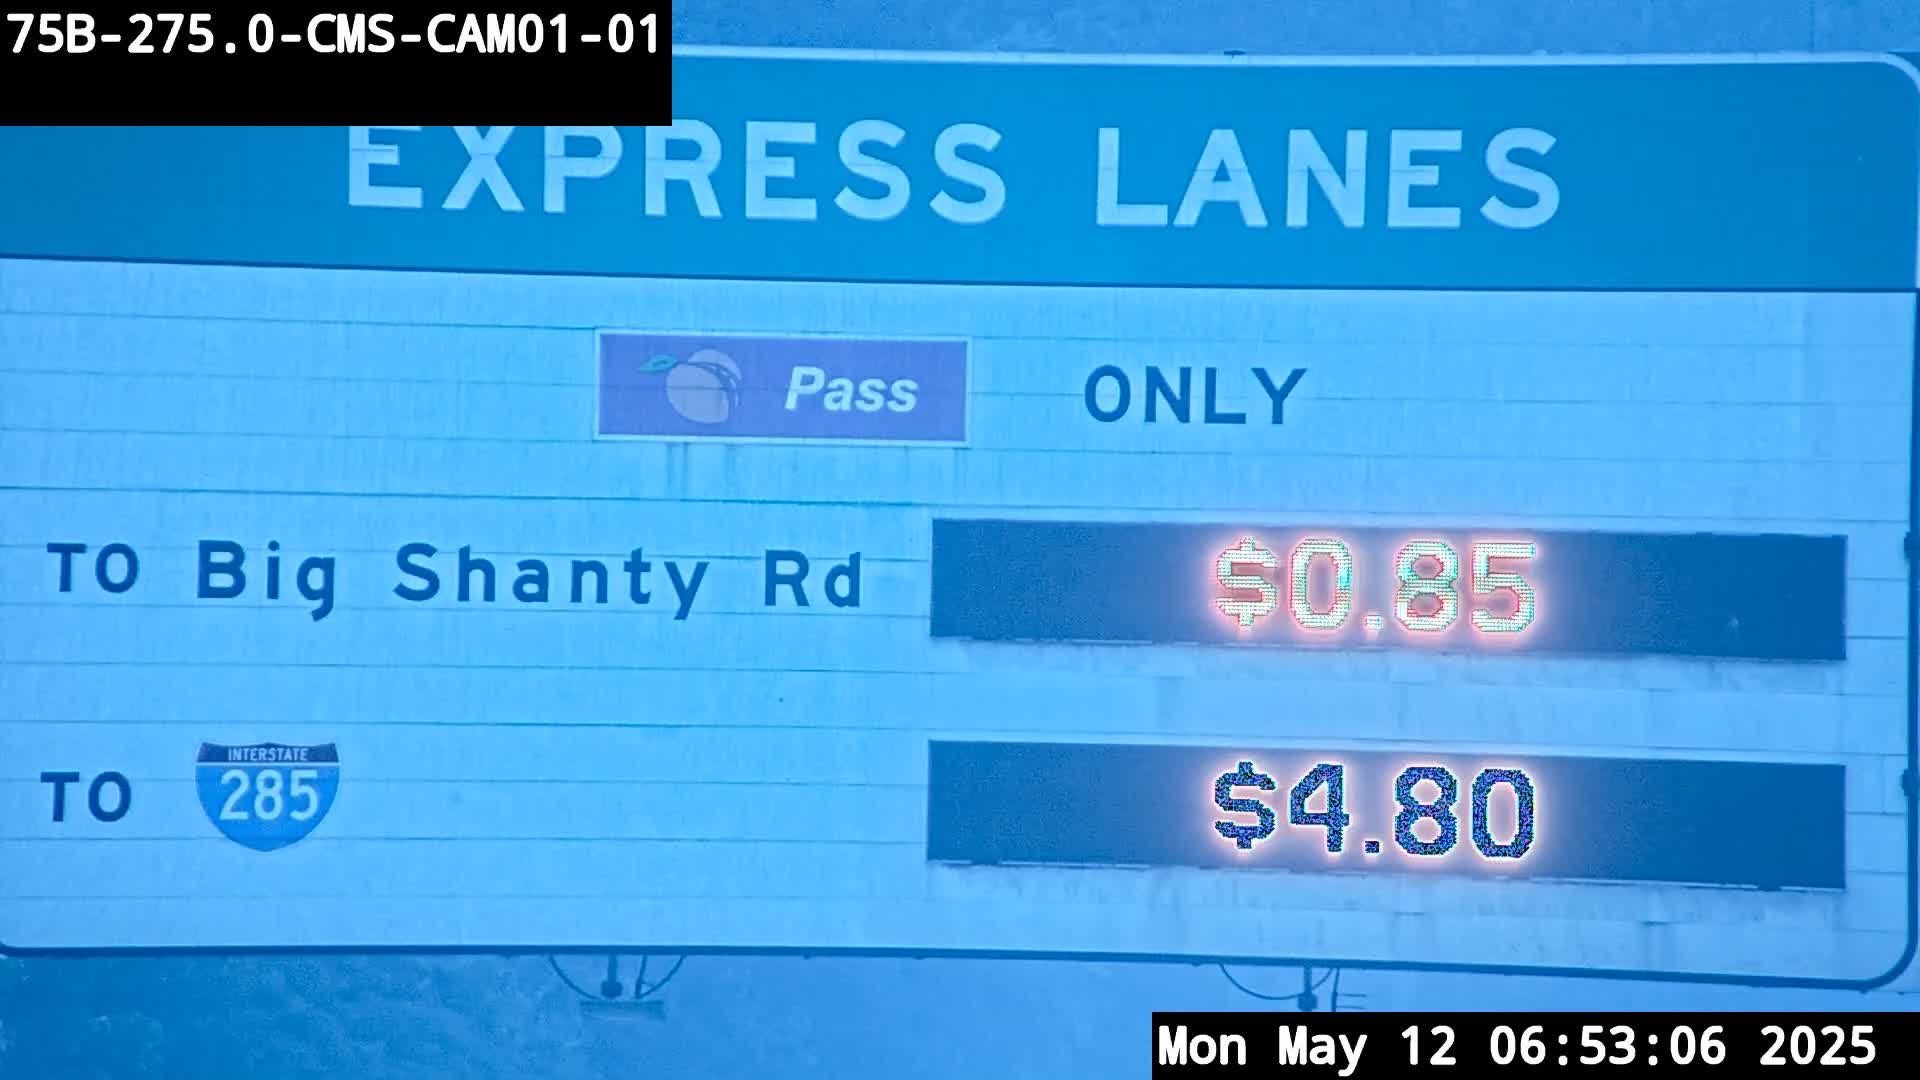 75B-275.0-CMS-CAM01-01
EXPRESS LANES
Pass ONLY
TO Big Shanty Rd $0.85
INTERSTATE
TO 285 $4.80
Mon May 12 06:53:06 2025